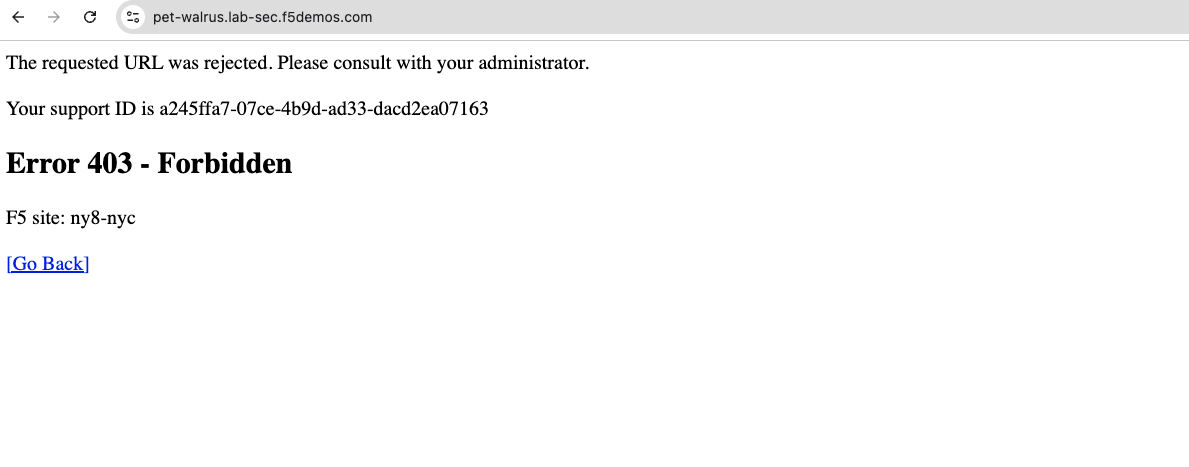 pet-walrus.lab-sec.f5demos.com
The requested URL was rejected. Please consult with your administrator.
Your support ID is a245ffa7-07ce-4b9d-ad33-dacd2ea07163
Error 403 - Forbidden
F5 site: ny8-nyc
[Go Back]